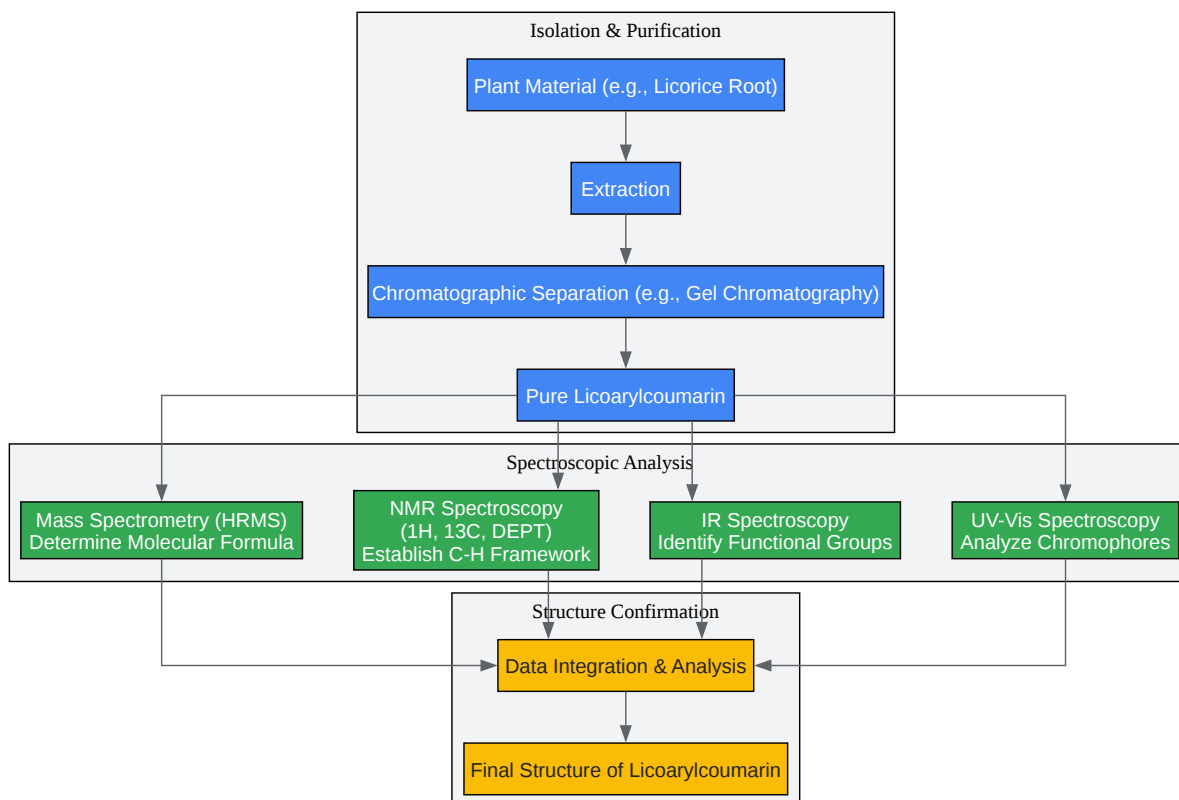 Isolation & Purification
Plant Material (e.g., Licorice Root)
Extraction
Chromatographic Separation (e.g., Gel Chromatography)
Pure Licoarylcoumarin
Spectroscopic Analysis
Mass Spectrometry (HRMS)
Determine Molecular Formula
NMR Spectroscopy
(1H, 13C, DEPT)
Establish C-H Framework
IR Spectroscopy
Identify Functional Groups
UV-Vis Spectroscopy
Analyze Chromophores
Structure Confirmation
Data Integration & Analysis
Final Structure of Licoarylcoumarin